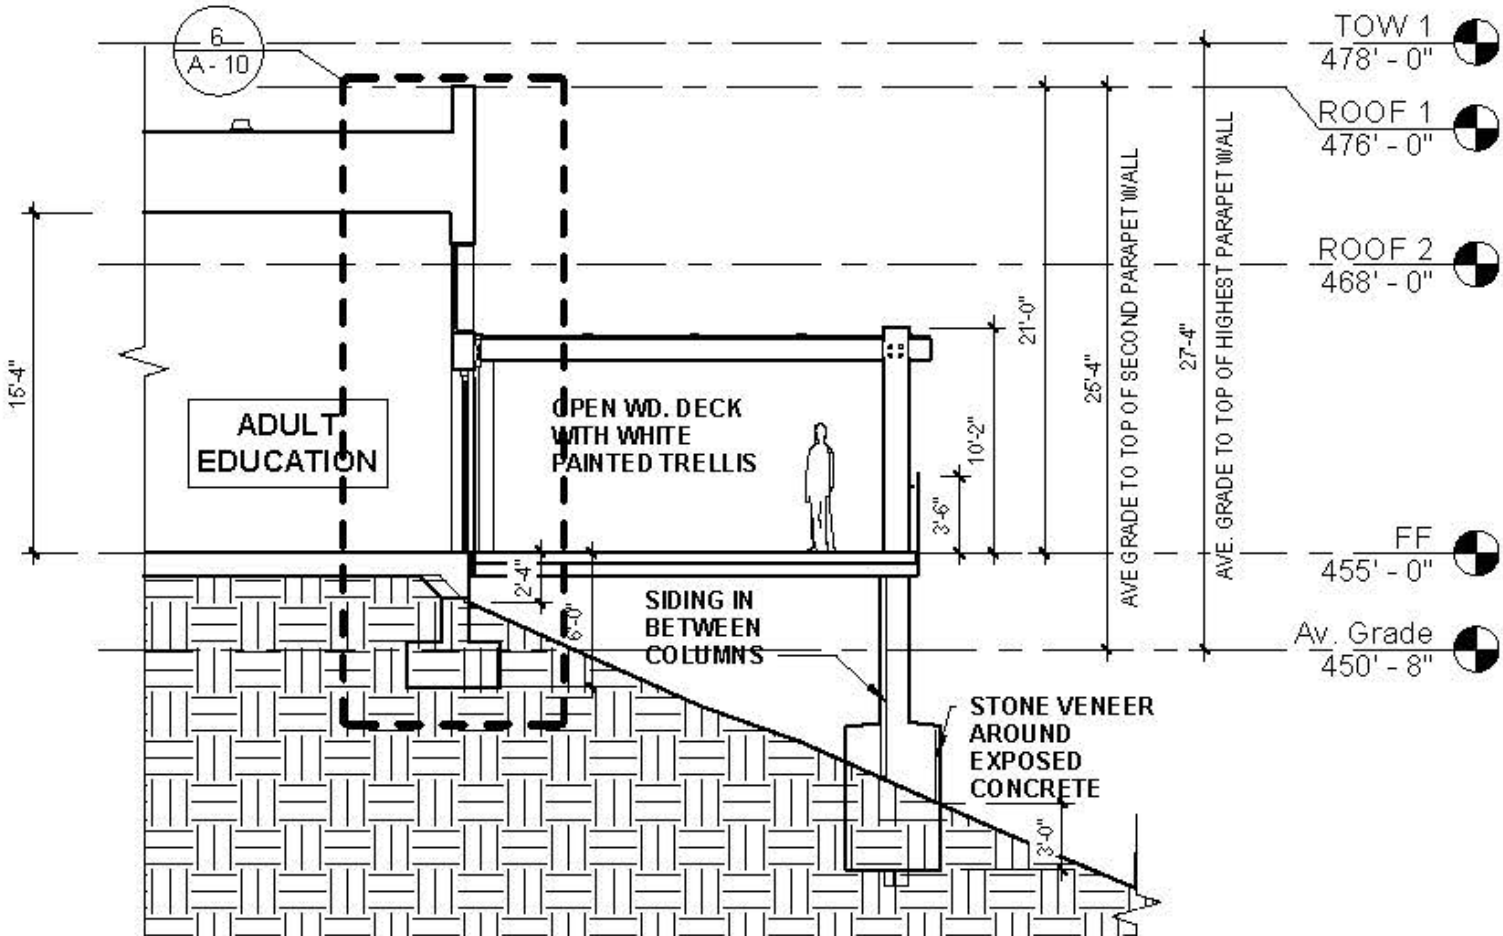 6
A - 10
TOW 1
478' - 0"
ROOF 1
476' - 0"
ROOF 2
468' - 0"
15'-4"
ADULT
EDUCATION
OPEN WD. DECK
WITH WHITE
PAINTED TRELLIS
10'-2"
3'-6"
21'-0"
25'-4"
AVE GRADE TO TOP OF SECOND PARAPET WALL
27'-4"
AVE. GRADE TO TOP OF HIGHEST PARAPET WALL
FF
455' - 0"
2'-4"
6'-0"
SIDING IN
BETWEEN
COLUMNS
Av. Grade
450' - 8"
STONE VENEER
AROUND
EXPOSED
CONCRETE
3'-0"